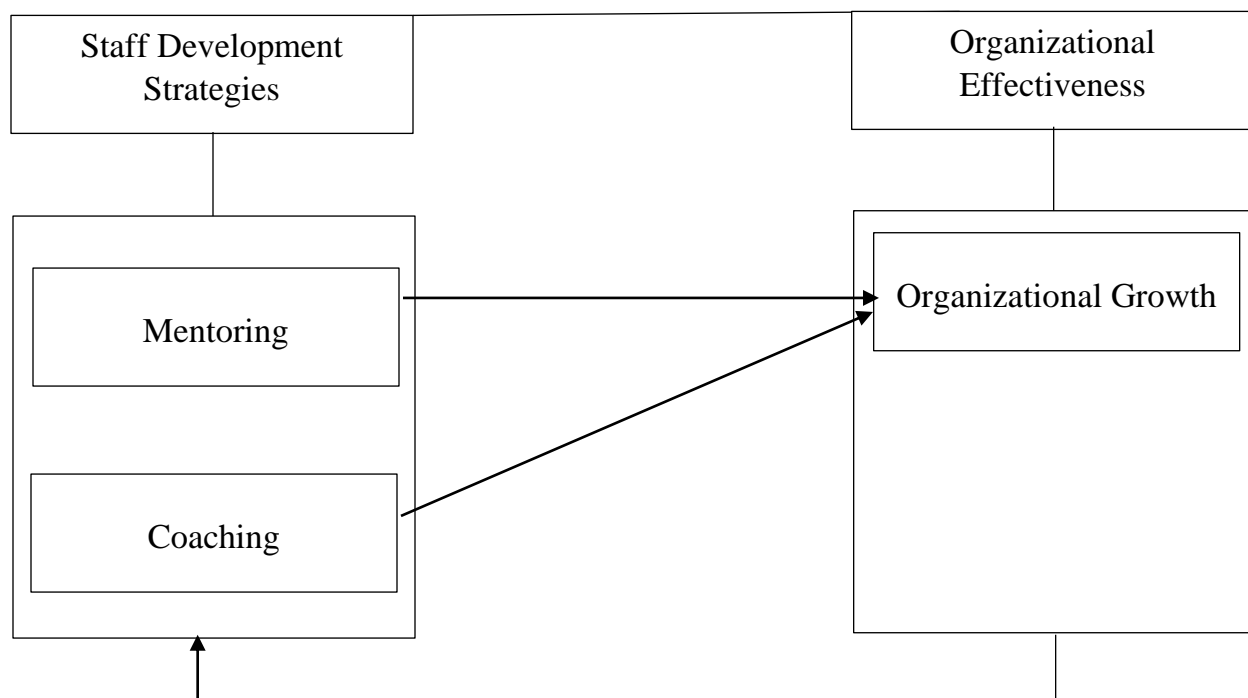 Staff Development
Strategies
Organizational
Effectiveness
Mentoring
Organizational Growth
Coaching